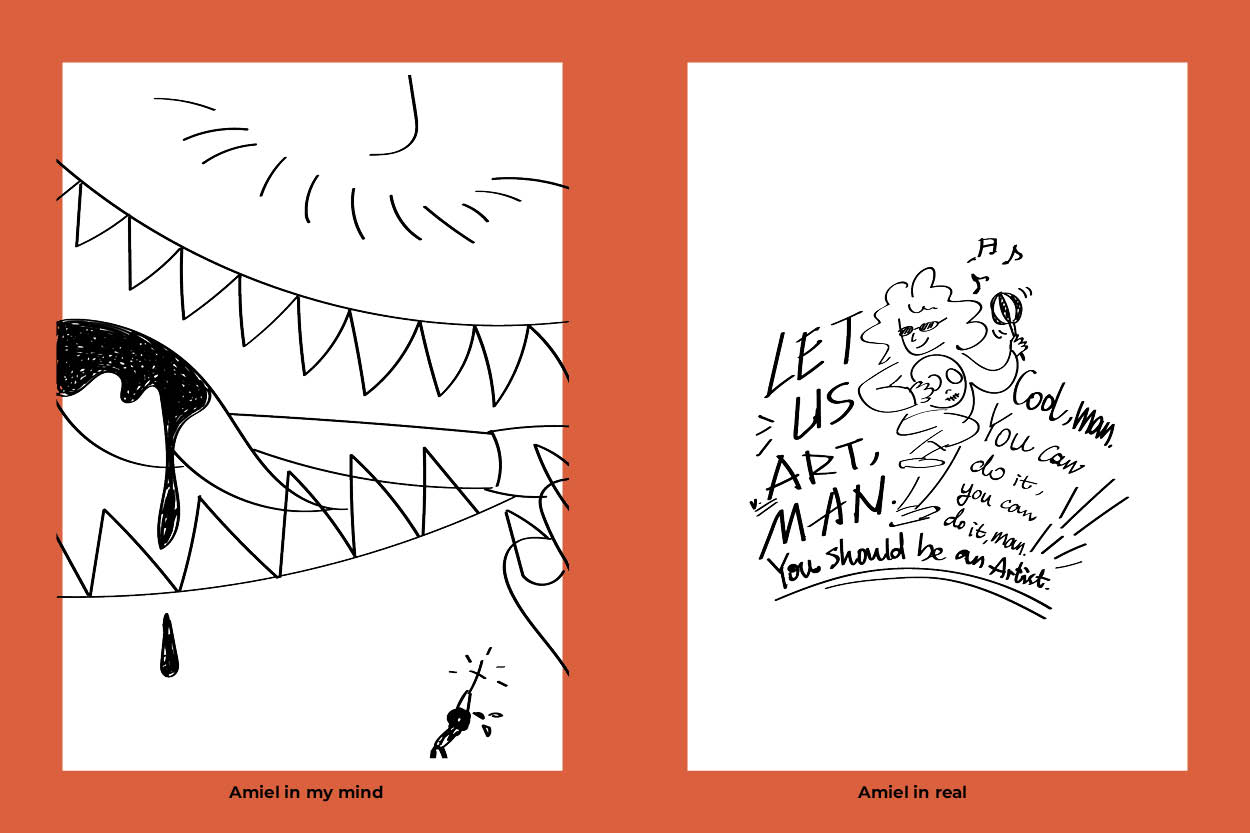 LET
US
ART,
MAN.
Cool, man.
You can
do it,
you can
do it, man.
You should be an Artist.
Amiel in my mind
Amiel in real